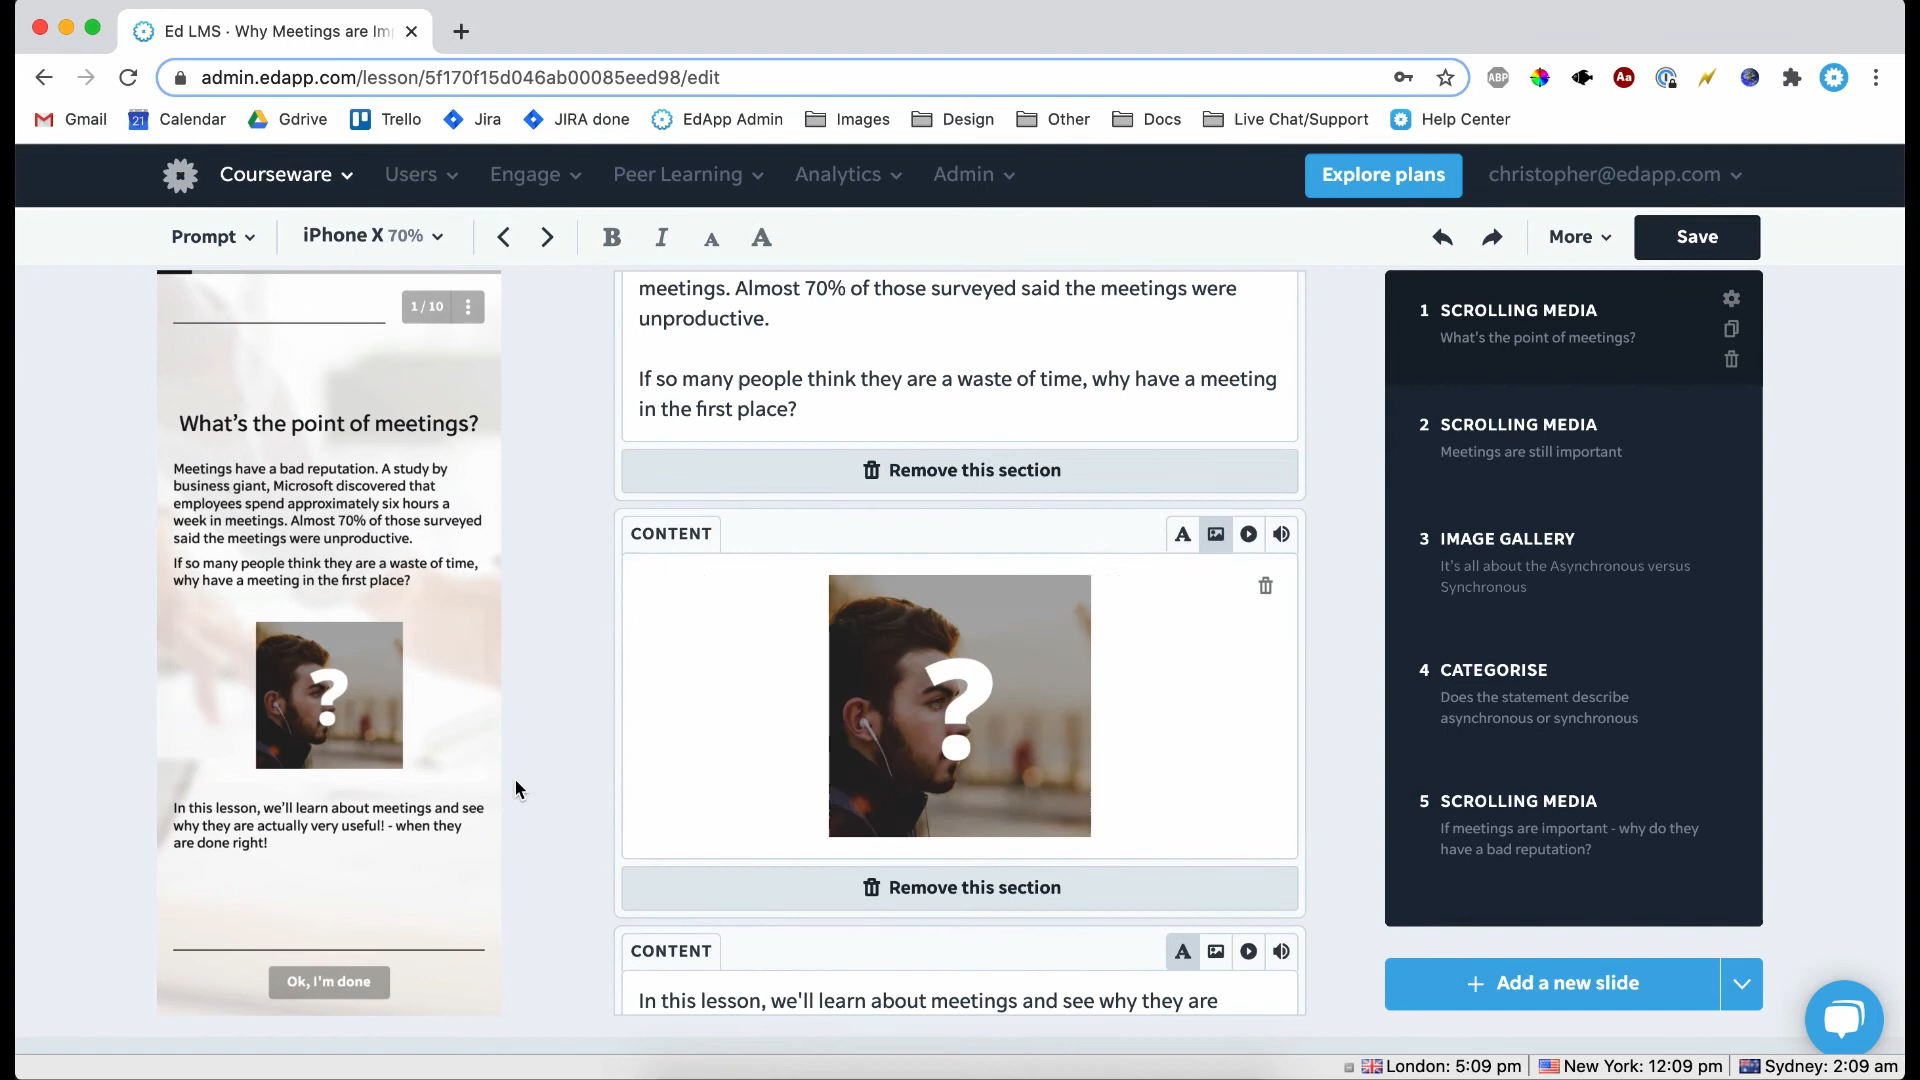 Ed LMS · Why Meetings are Im
admin.edapp.com/lesson/5f170f15d046ab00085eed98/edit
ABP
Aa
Gmail
21 Calendar
Gdrive
Trello
Jira
JIRA done
EdApp Admin
Images
Design
Other
Docs
Live Chat/Support
Help Center
Courseware
Users
Engage
Peer Learning
Analytics
Admin
Explore plans
christopher@edapp.com
Prompt
iPhone X 70%
B
I
A
A
More
Save
1 / 10
What's the point of meetings?
Meetings have a bad reputation. A study by
business giant, Microsoft discovered that
employees spend approximately six hours a
week in meetings. Almost 70% of those surveyed
said the meetings were unproductive.
If so many people think they are a waste of time,
why have a meeting in the first place?
?
In this lesson, we'll learn about meetings and see
why they are actually very useful! - when they
are done right!
Ok, I'm done
meetings. Almost 70% of those surveyed said the meetings were
unproductive.
If so many people think they are a waste of time, why have a meeting
in the first place?
Remove this section
CONTENT
A
?
Remove this section
CONTENT
A
In this lesson, we'll learn about meetings and see why they are
1 SCROLLING MEDIA
What's the point of meetings?
2 SCROLLING MEDIA
Meetings are still important
3 IMAGE GALLERY
It's all about the Asynchronous versus
Synchronous
4 CATEGORISE
Does the statement describe
asynchronous or synchronous
5 SCROLLING MEDIA
If meetings are important - why do they
have a bad reputation?
+ Add a new slide
London: 5:09 pm
New York: 12:09 pm
Sydney: 2:09 am